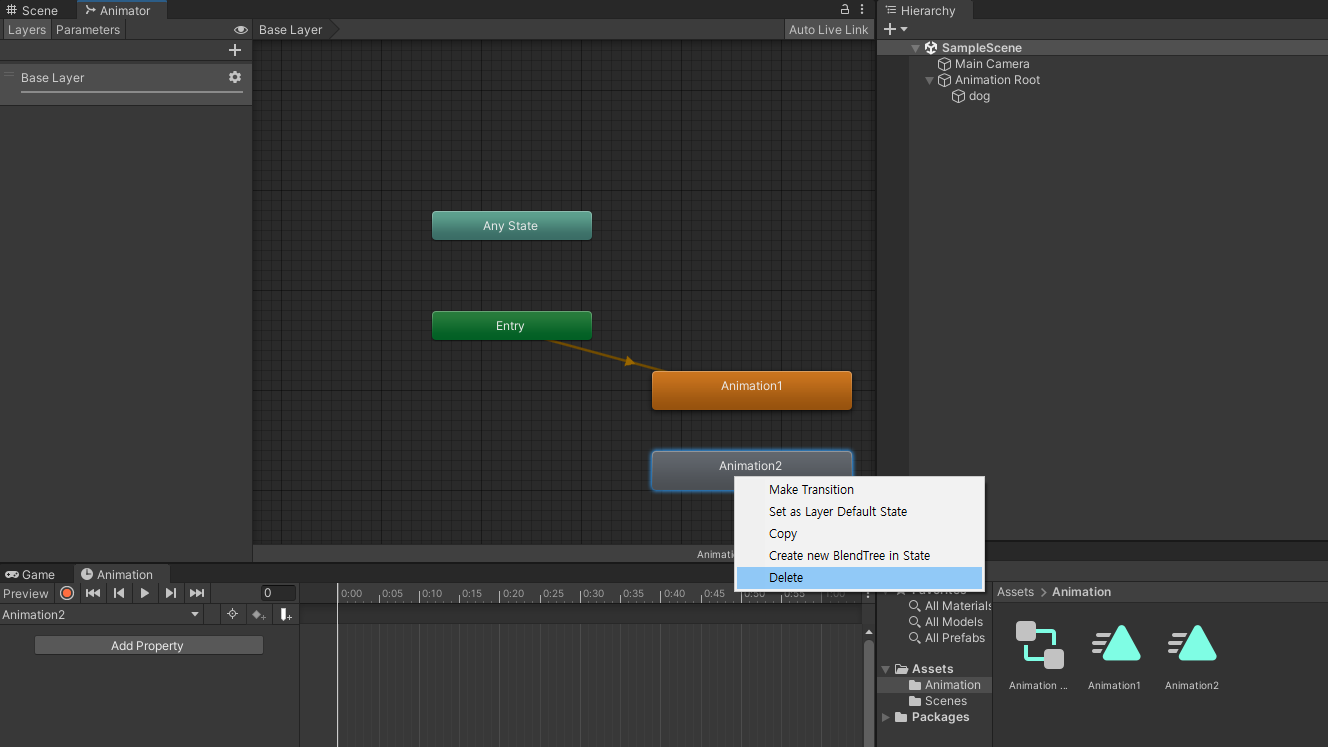 Scene
Animator
Layers
Parameters
Base Layer
Auto Live Link
Base Layer
Any State
Entry
Animation1
Animation2
Make Transition
Set as Layer Default State
Copy
Create new BlendTree in State
Delete
Hierarchy
SampleScene
Main Camera
Animation Root
dog
Game
Animation
Preview
0
0:00 0:05 0:10 0:15 0:20 0:25 0:30 0:35 0:40 0:45 0:50 0:55 1:00
Animation2
Add Property
Favorites
All Materials
All Models
All Prefabs
Assets
Animation
Scenes
Packages
Assets > Animation
Animation ...
Animation1
Animation2